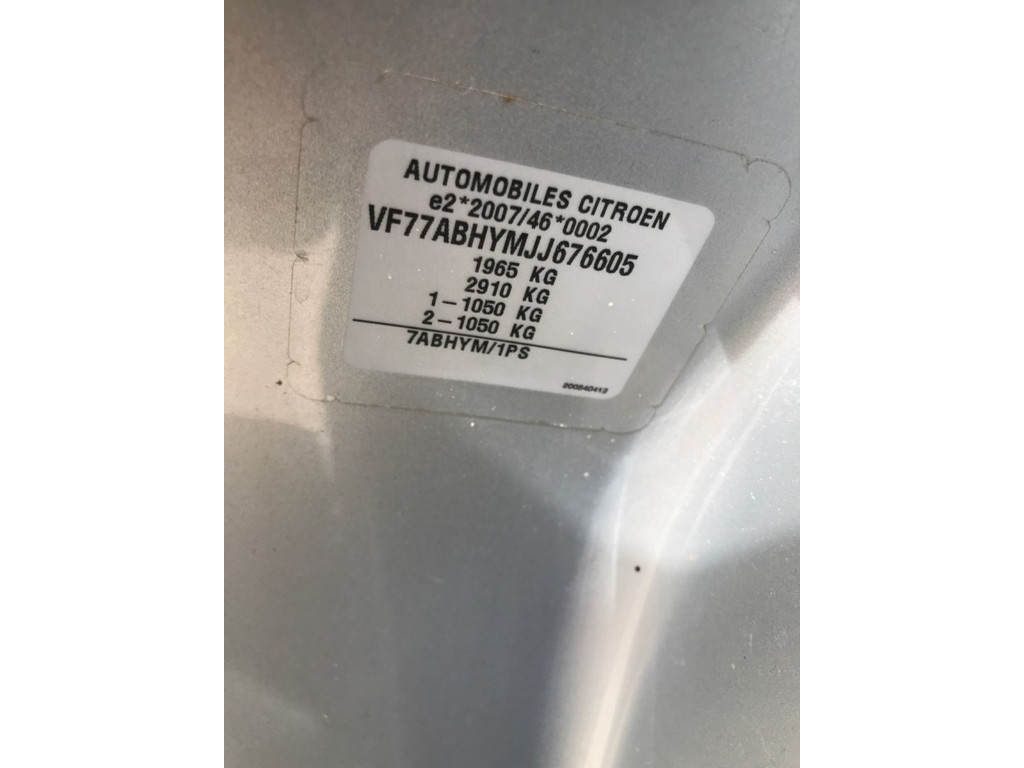 AUTOMOBILES CITROEN
e2*2007/46*0002
VF77ABHYMJJ676605
1965 KG
2910 KG
1-1050 KG
2-1050 KG
7ABHYM/1PS
200840412